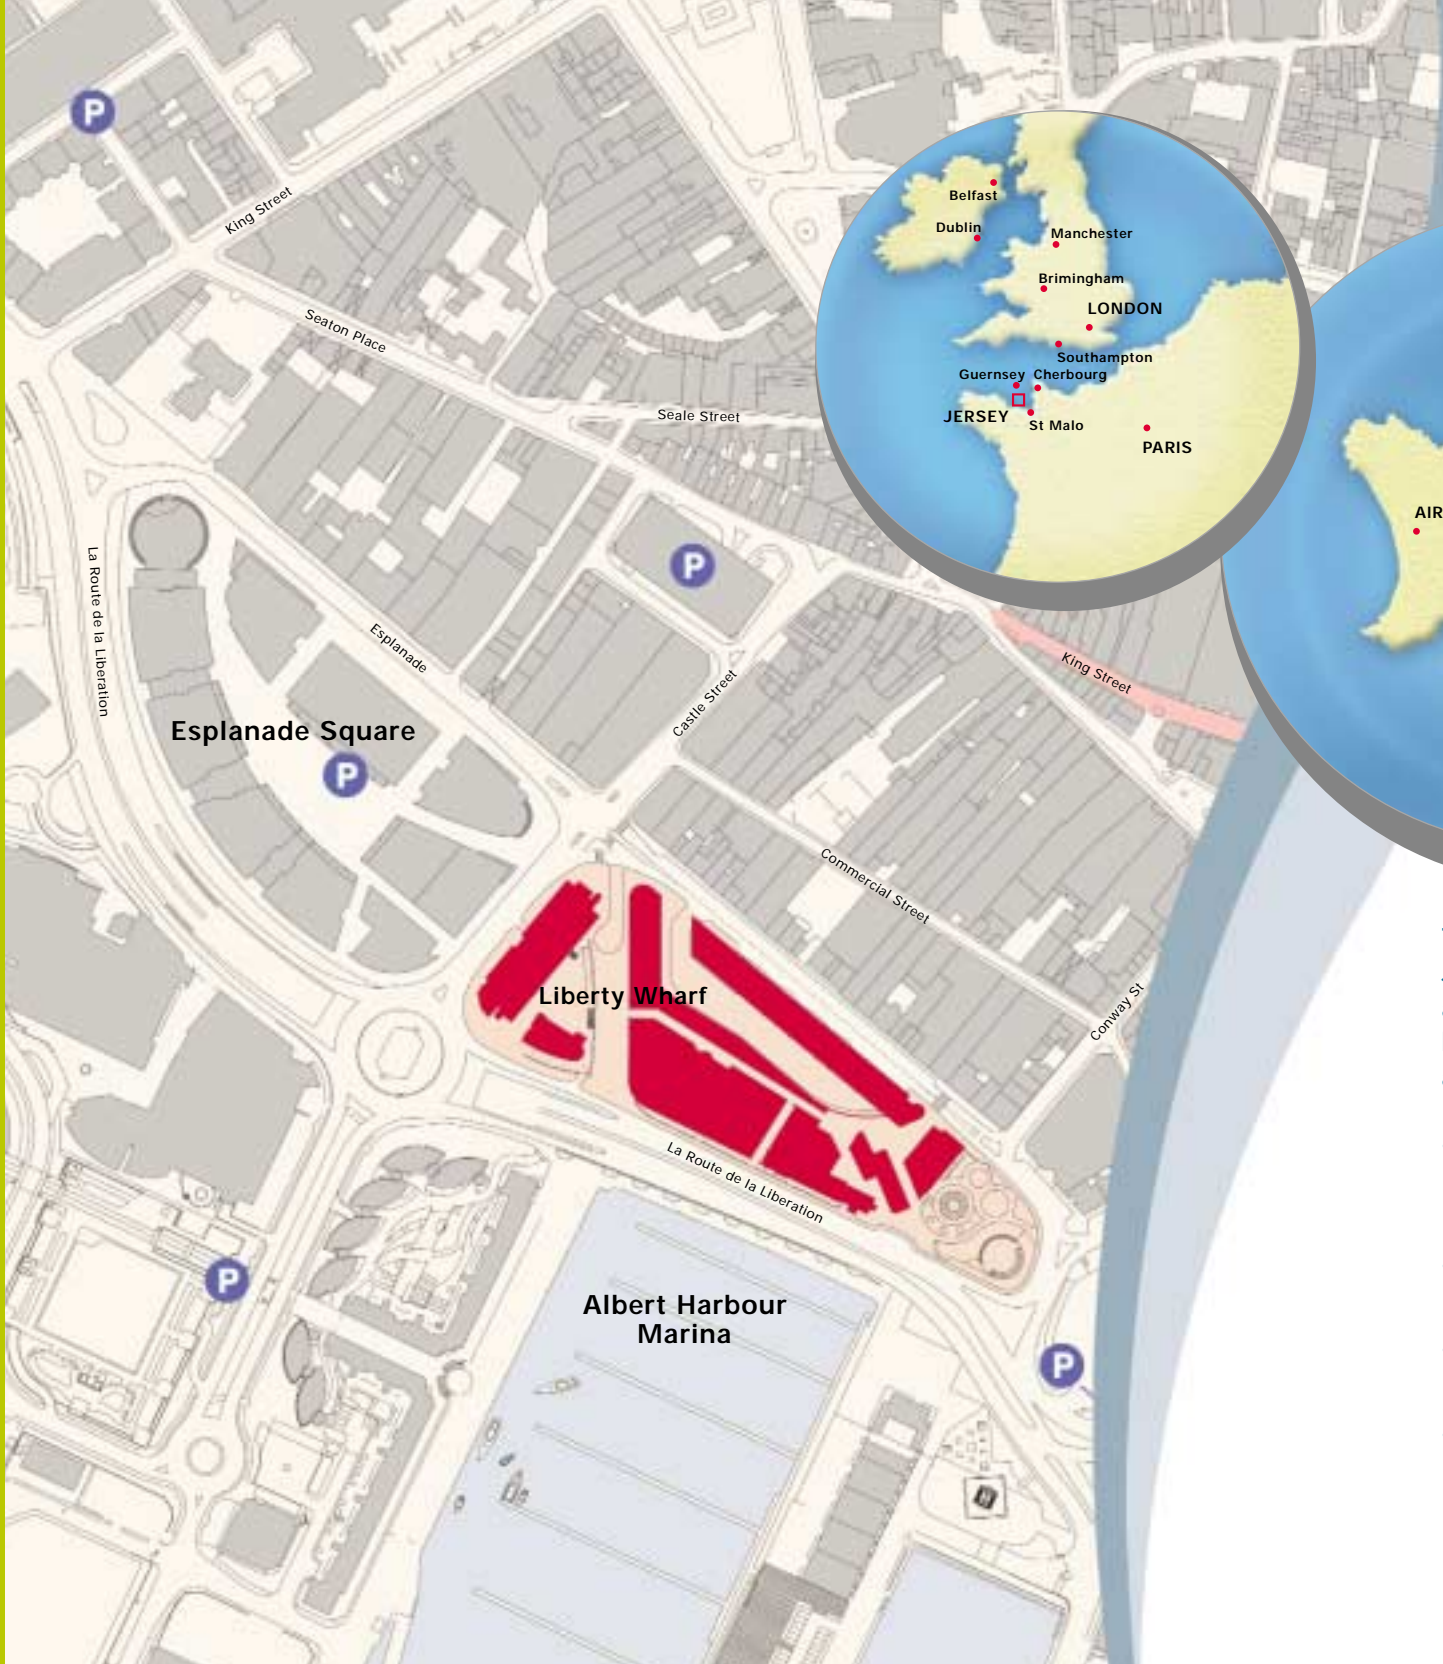 P
King Street
Belfast
Dublin
Manchester
Brimingham
LONDON
Southampton
Guernsey
Cherbourg
JERSEY
St Malo
PARIS
Seaton Place
Seale Street
AIR
P
La Route de la Liberation
Esplanade
King Street
Castle Street
Esplanade Square
P
Commercial Street
Liberty Wharf
Conway St
La Route de la Liberation
P
Albert Harbour
Marina
P